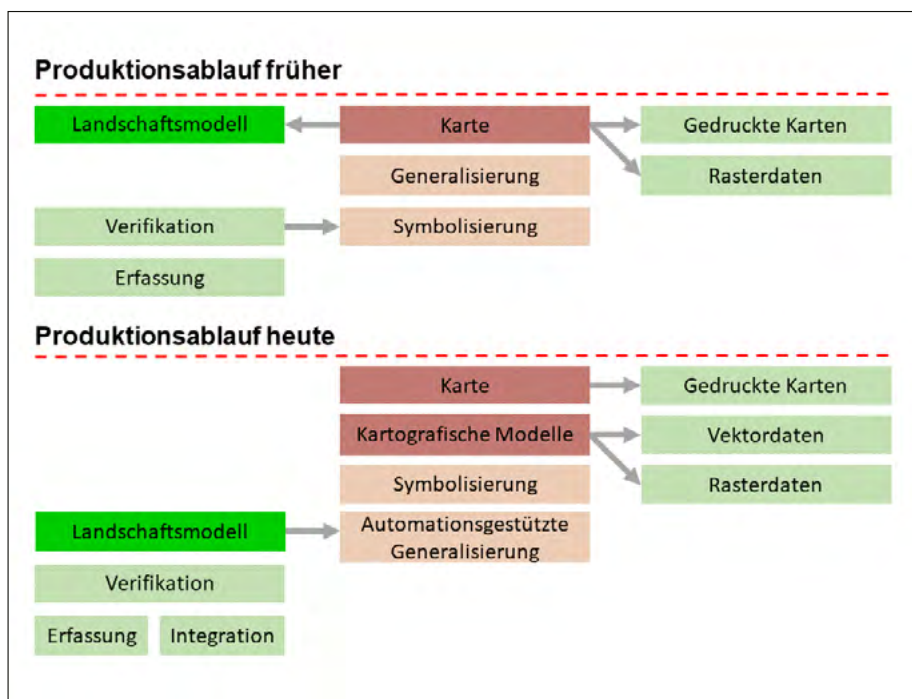 Produktionsablauf früher
Landschaftsmodell
Karte
Gedruckte Karten
Generalisierung
Rasterdaten
Verifikation
Symbolisierung
Erfassung
Produktionsablauf heute
Karte
Gedruckte Karten
Kartografische Modelle
Vektordaten
Symbolisierung
Rasterdaten
Landschaftsmodell
Automationsgestützte
Generalisierung
Verifikation
Erfassung
Integration